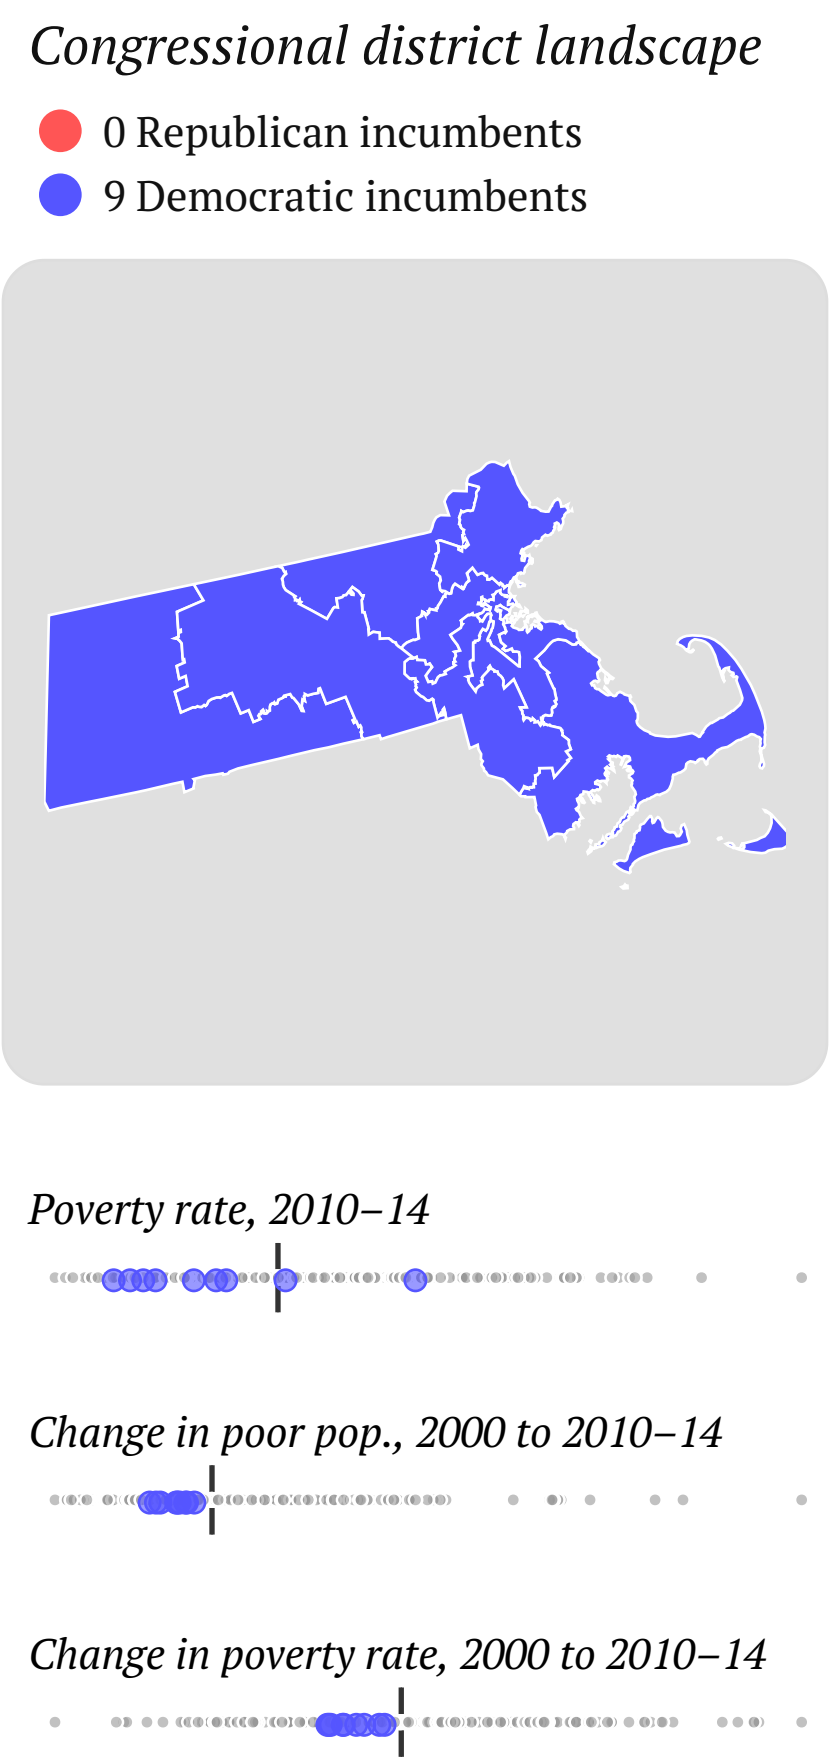 Congressional district landscape
0 Republican incumbents
9 Democratic incumbents
Poverty rate, 2010–14
Change in poor pop., 2000 to 2010–14
Change in poverty rate, 2000 to 2010–14